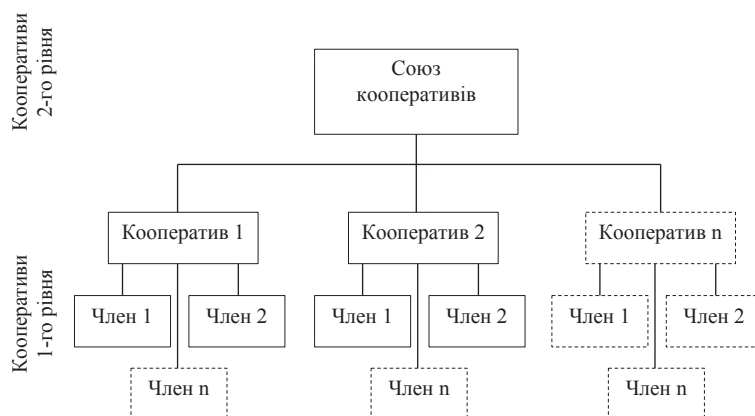 Кооперативи
2-го рівня
Союз
кооперативів
Кооперативи
1-го рівня
Кооператив 1
Кооператив 2
Кооператив n
Член 1
Член 2
Член 1
Член 2
Член 1
Член 2
Член n
Член n
Член n